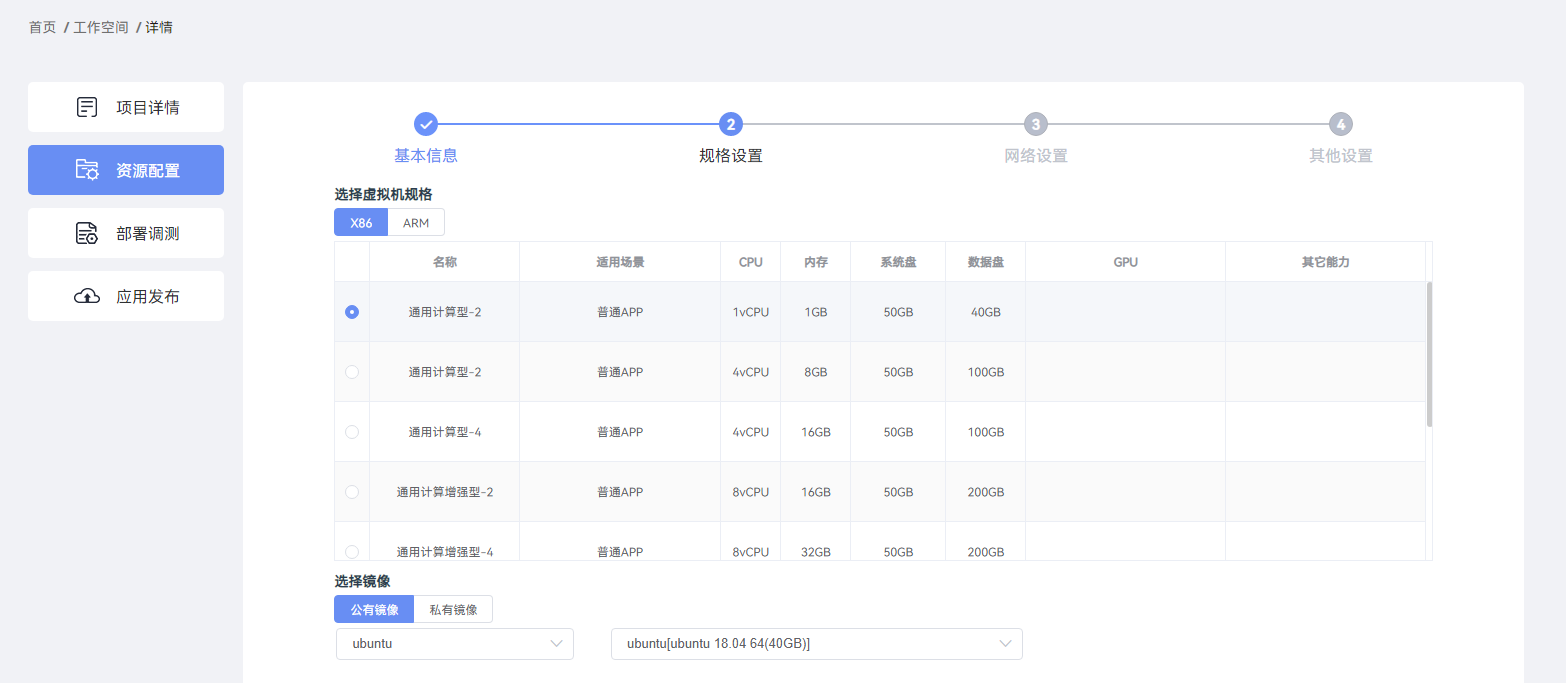 首页 / 工作空间 / 详情
项目详情
资源配置
部署调测
应用发布
2 3 4
基本信息 规格设置 网络设置 其他设置
选择虚拟机规格
X86 ARM
名称 适用场景 CPU 内存 系统盘 数据盘 GPU 其它能力
通用计算型-2 普通APP 1vCPU 1GB 50GB 40GB
通用计算型-2 普通APP 4vCPU 8GB 50GB 100GB
通用计算型-4 普通APP 4vCPU 16GB 50GB 100GB
通用计算增强型-2 普通APP 8vCPU 16GB 50GB 200GB
通用计算增强型-4 普通APP 8vCPU 32GB 50GB 200GB
选择镜像
公有镜像 私有镜像
ubuntu ubuntu[ubuntu 18.04 64(40GB)]